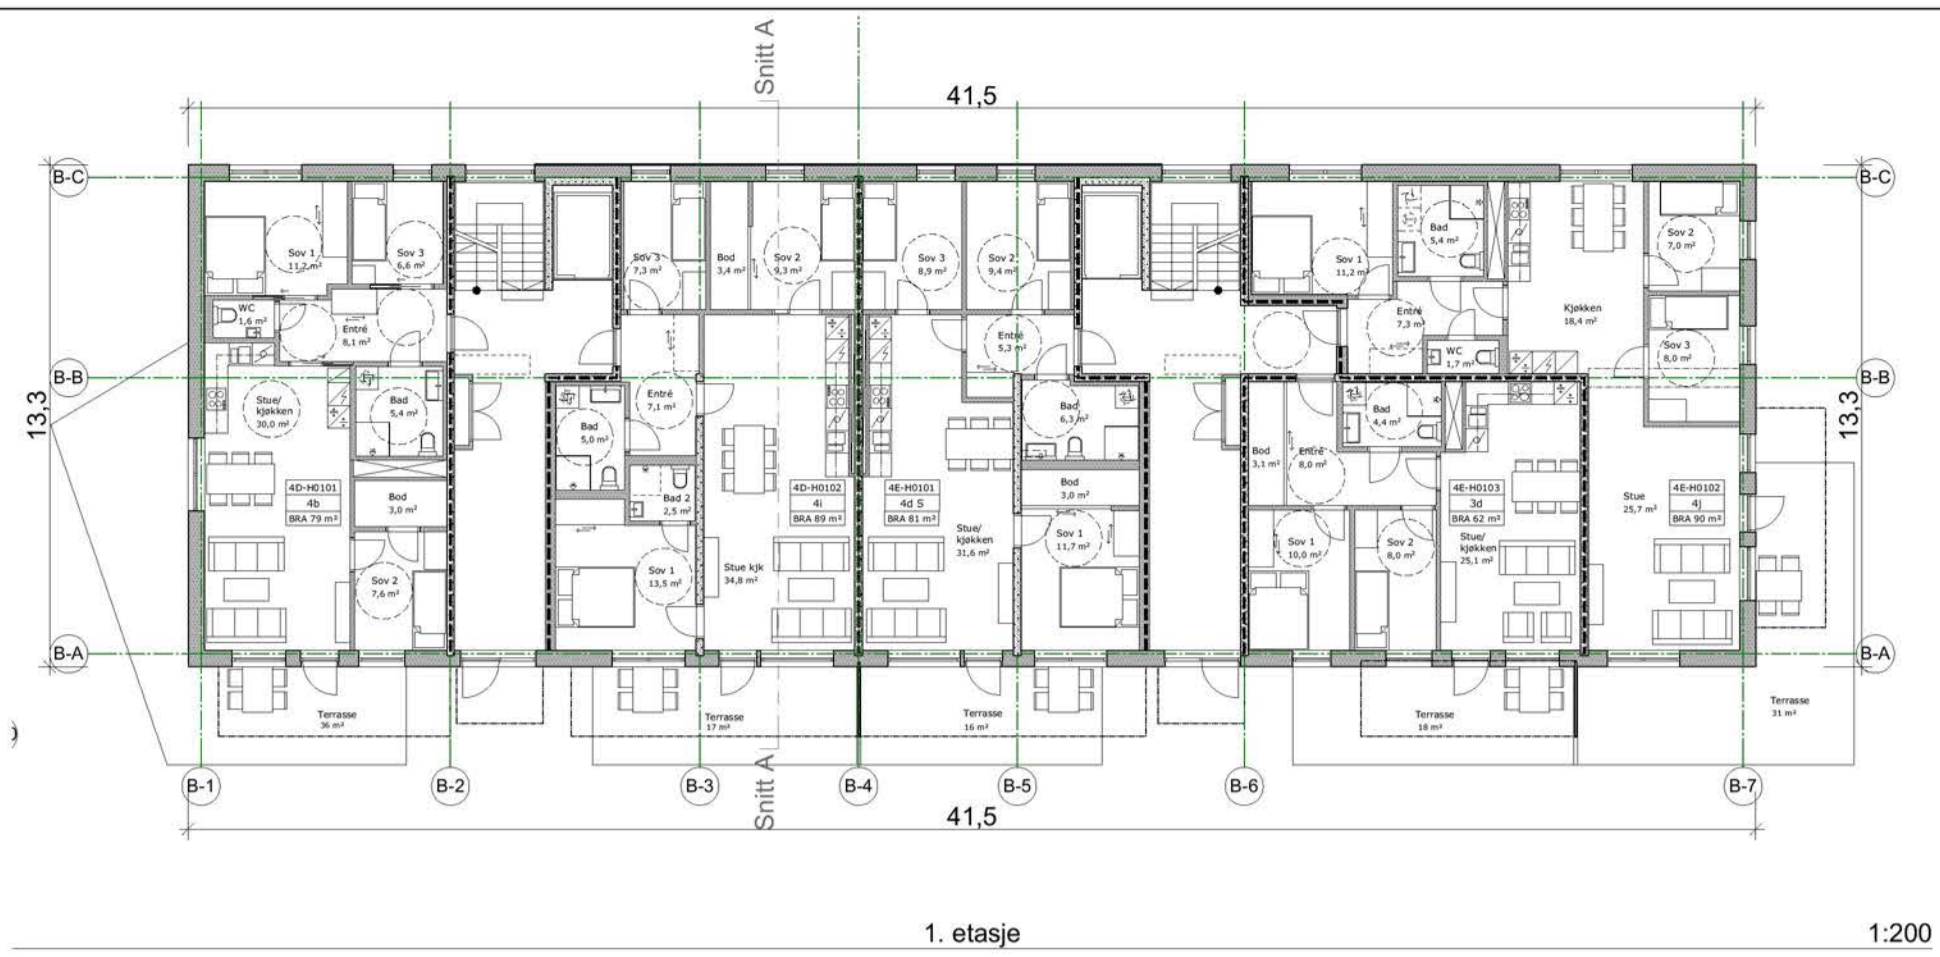 Snitt A
41,5
B-C
B-C
Sov 1
11,2 m²
Sov 3
6,6 m²
Sov 3
7,3 m²
Bod
3,4 m²
Sov 2
9,3 m²
Sov 3
8,9 m²
Sov 2
9,4 m²
Sov 1
11,2 m²
Bad
5,4 m²
Sov 2
7,0 m²
WC
1,6 m²
Entré
8,1 m²
Entré
5,3 m²
Entré
7,3 m²
Kjøkken
18,4 m²
WC
1,7 m²
Sov 3
8,0 m²
B-B
B-B
13,3
13,3
Stue/
kjøkken
30,0 m²
Bad
5,4 m²
Entré
7,1 m²
Bad
5,0 m²
Bad
6,3 m²
Bad
4,4 m²
Bod
3,1 m²
Entré
8,0 m²
4D-H0101
4b
BRA 79 m²
Bod
3,0 m²
Bad 2
2,5 m²
4D-H0102
4i
BRA 89 m²
4E-H0101
4d S
BRA 81 m²
Bod
3,0 m²
4E-H0103
3d
BRA 62 m²
Stue
25,7 m²
4E-H0102
4j
BRA 90 m²
Sov 2
7,6 m²
Sov 1
13,5 m²
Stue kjk
34,8 m²
Stue/
kjøkken
31,6 m²
Sov 1
11,7 m²
Sov 1
10,0 m²
Sov 2
8,0 m²
Stue/
kjøkken
25,1 m²
B-A
B-A
Terrasse
36 m²
Terrasse
17 m²
Terrasse
16 m²
Terrasse
18 m²
Terrasse
31 m²
B-1
B-2
B-3
Snitt A
B-4
B-5
B-6
B-7
41,5
1. etasje
1:200